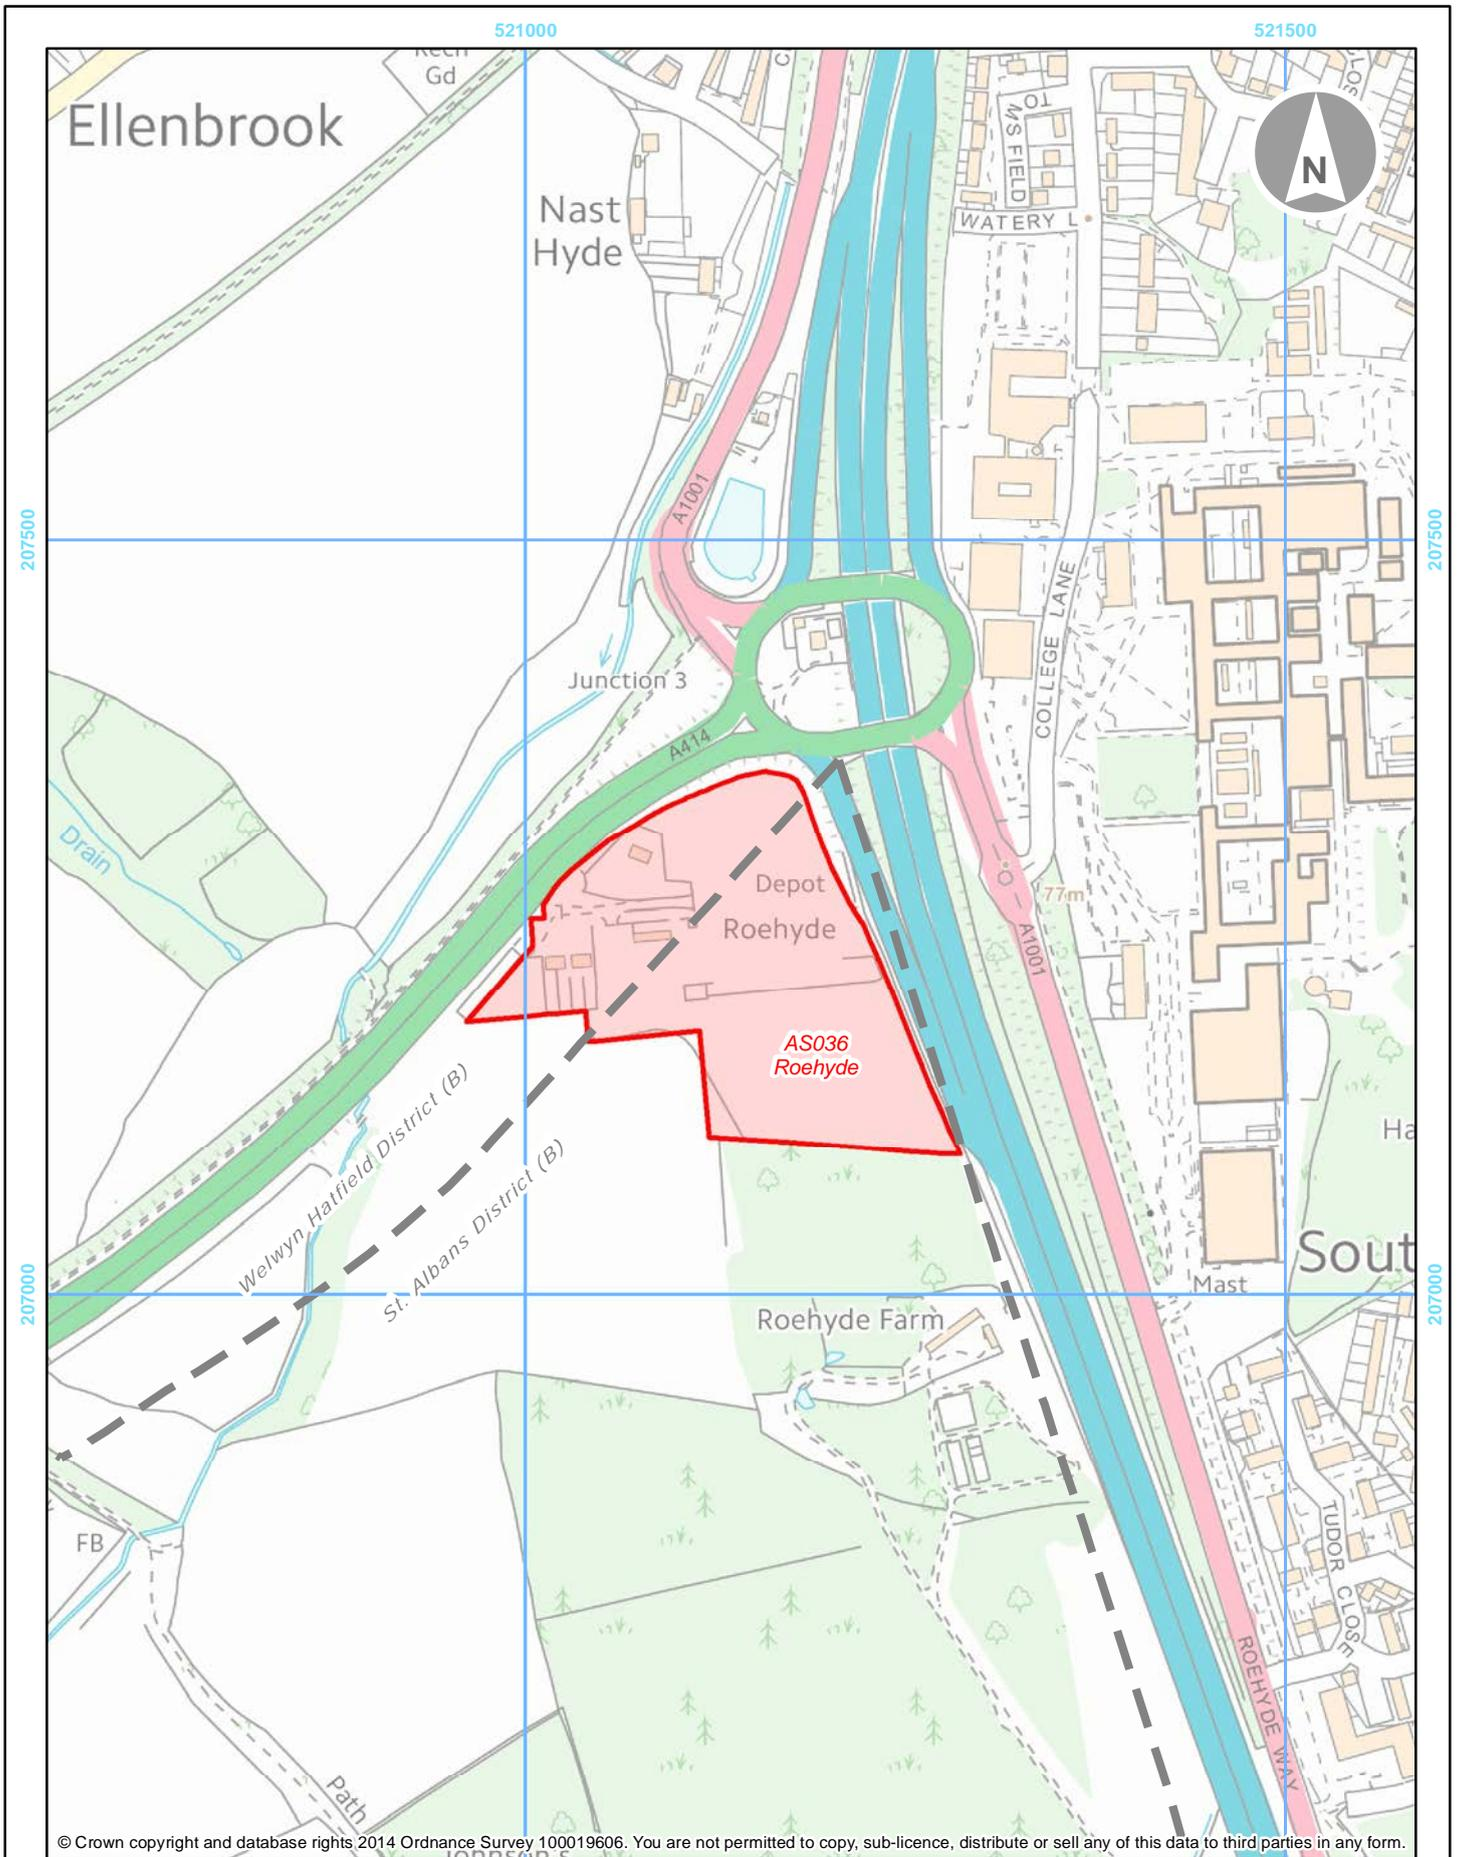 521000
521500
Gd
Ellenbrook
Nast
Hyde
TO
MSFIELD
N
WATERY L
A1001
207500
207500
COLLEGE LANE
Junction 3
A414
Drain
Depot
Roehyde
77m
A1001
AS036
Roehyde
Welwyn Hatfield District (B)
St. Albans District (B)
Ha
Sout
Mast
207000
207000
Roehyde Farm
FB
TUDOR CLOSE
ROEHYDE WAY
Path
© Crown copyright and database rights 2014 Ordnance Survey 100019606. You are not permitted to copy, sub-licence, distribute or sell any of this data to third parties in any form.